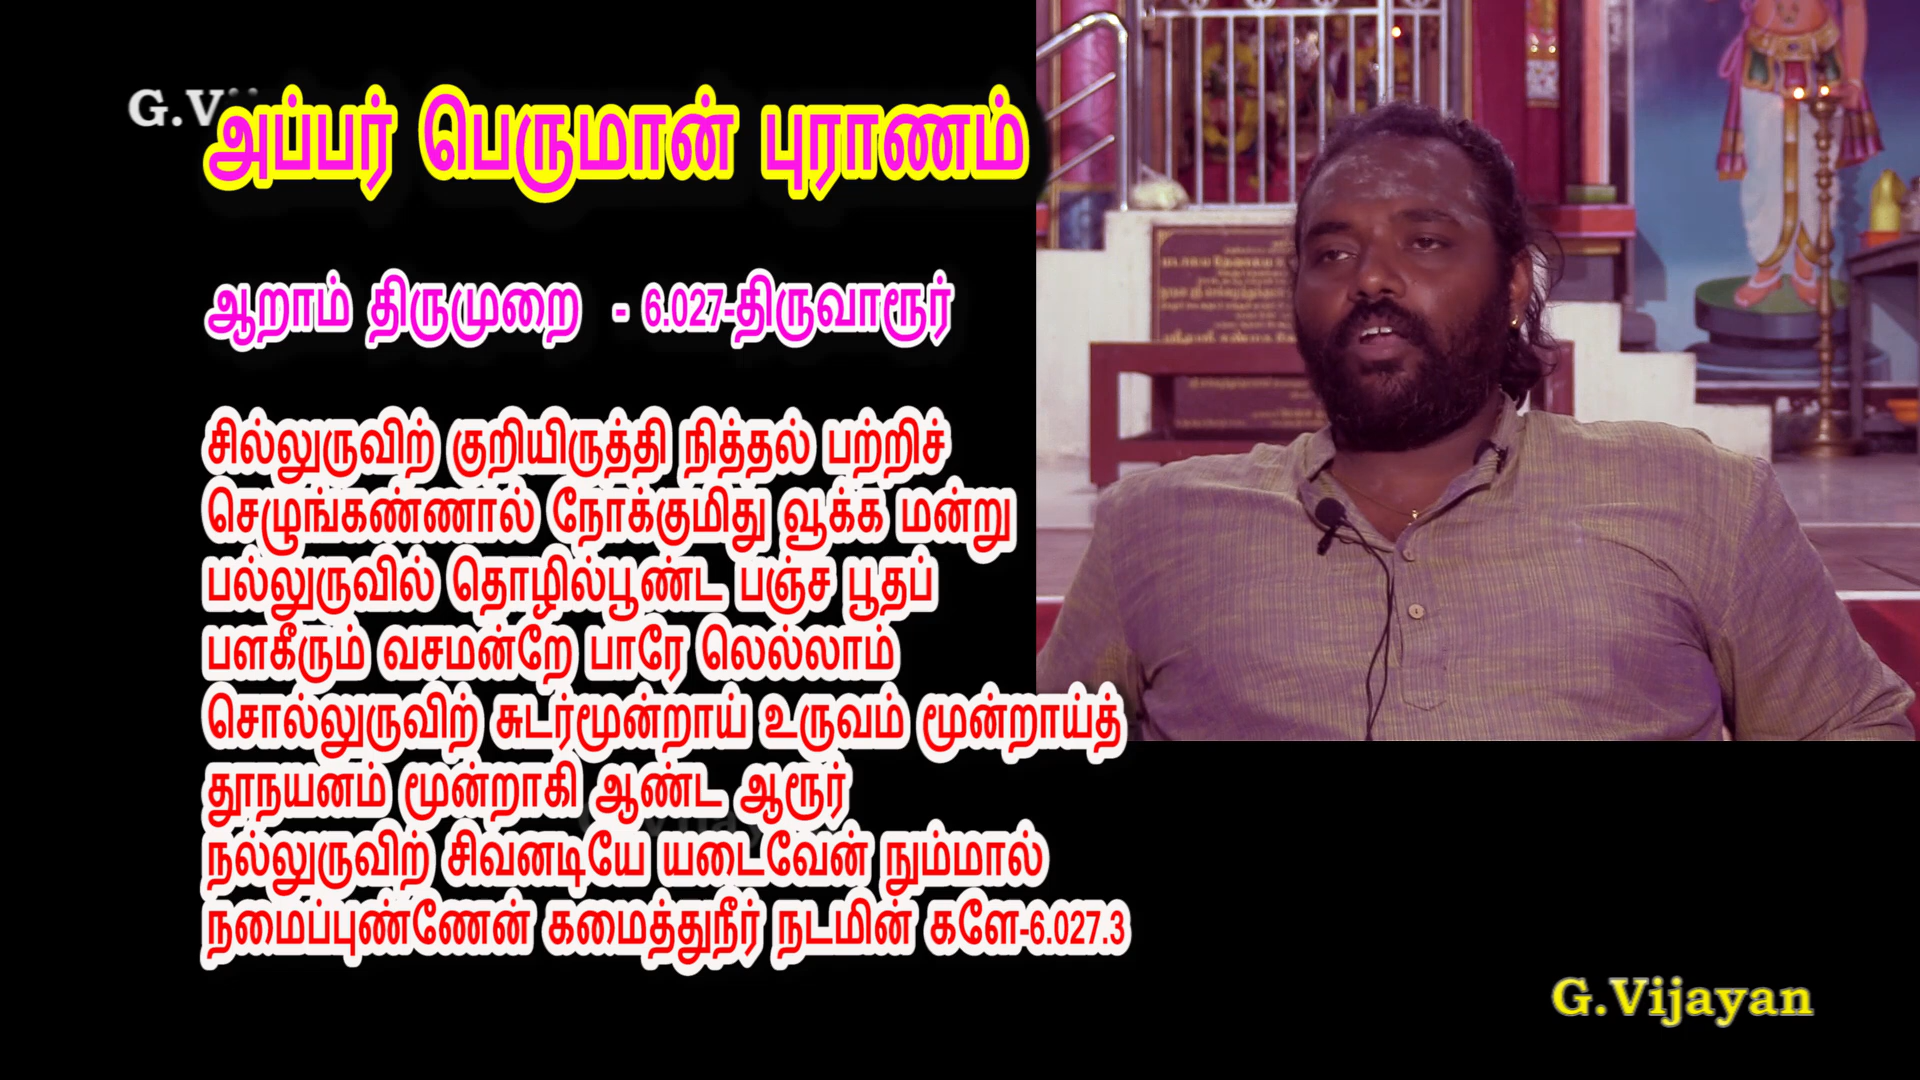 G.V
அப்பர் பெருமான் புராணம்
ஆறாம் திருமுறை - 6.027-திருவாரூர்
சில்லுருவிற் குறியிருத்தி நித்தல் பற்றிச்
செழுங்கண்ணால் நோக்குமிது வூக்க மன்று
பல்லுருவில் தொழில்பூண்ட பஞ்ச பூதப்
பளகீரும் வசமன்றே பாரே லெல்லாம்
சொல்லுருவிற் சுடர்மூன்றாய் உருவம் மூன்றாய்த்
தூநயனம் மூன்றாகி ஆண்ட ஆரூர்
நல்லுருவிற் சிவனடியே யடைவேன் நும்மால்
நமைப்புண்ணேன் கமைத்துநீர் நடமின் களே-6.027.3
G.Vijayan